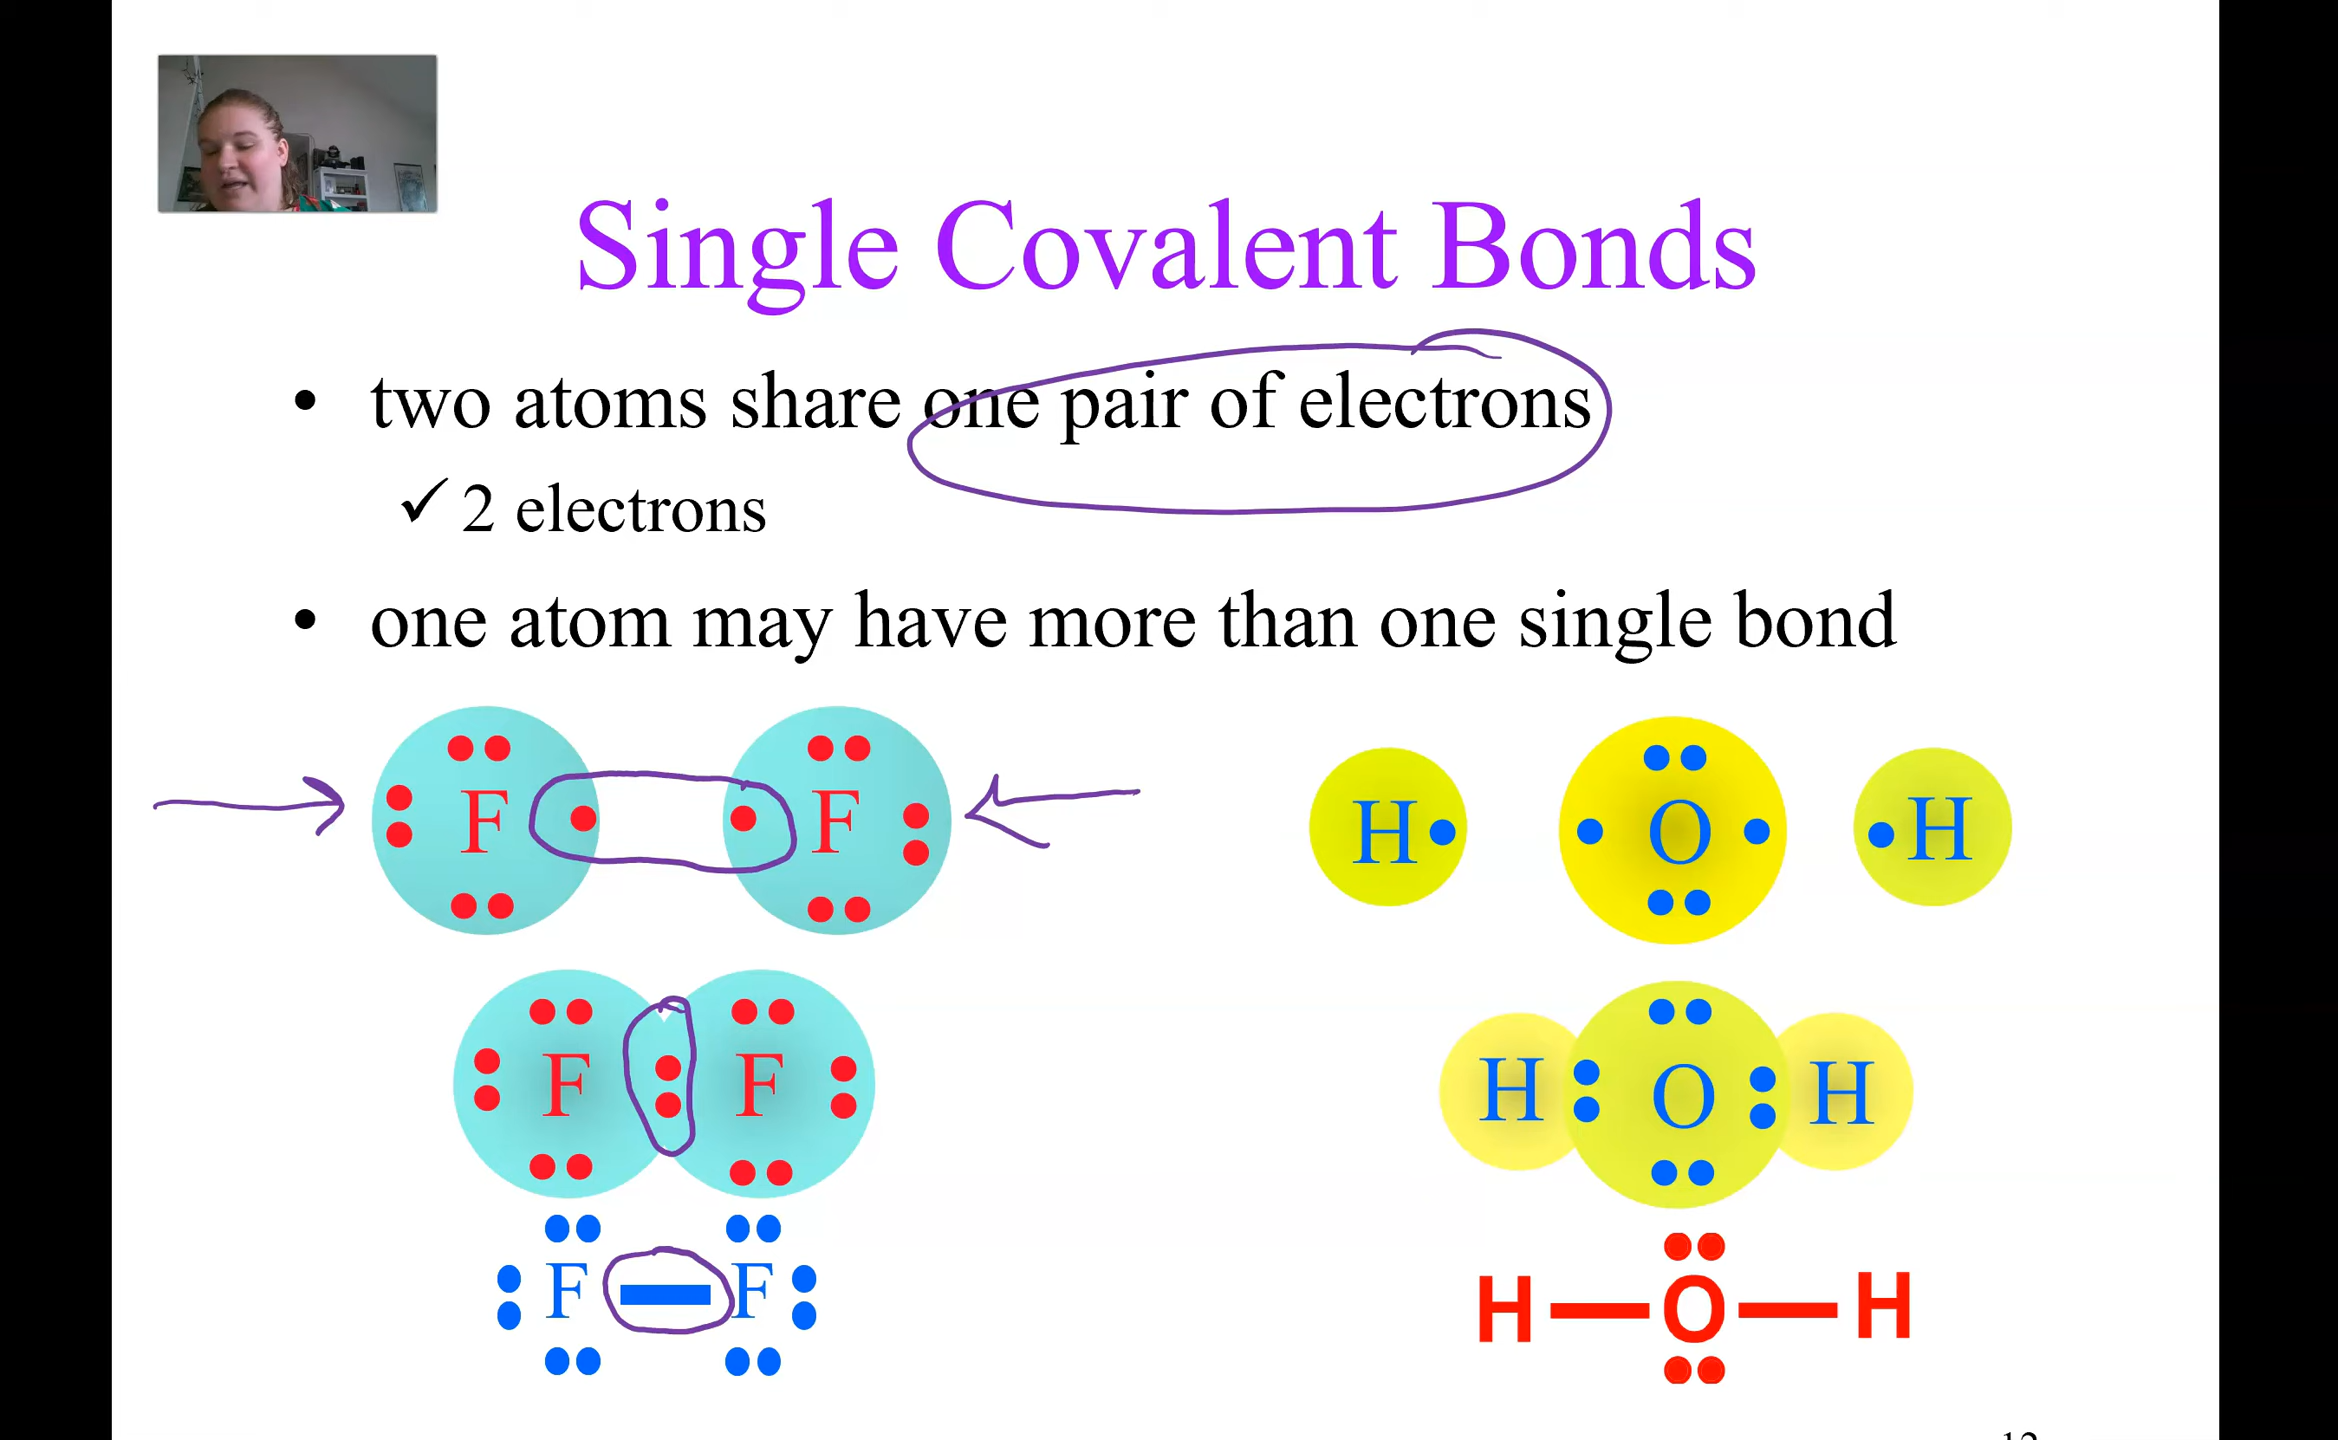 Single Covalent Bonds
• two atoms share one pair of electrons
✓ 2 electrons
• one atom may have more than one single bond
F F H O H
F F H O H
F F
H O H